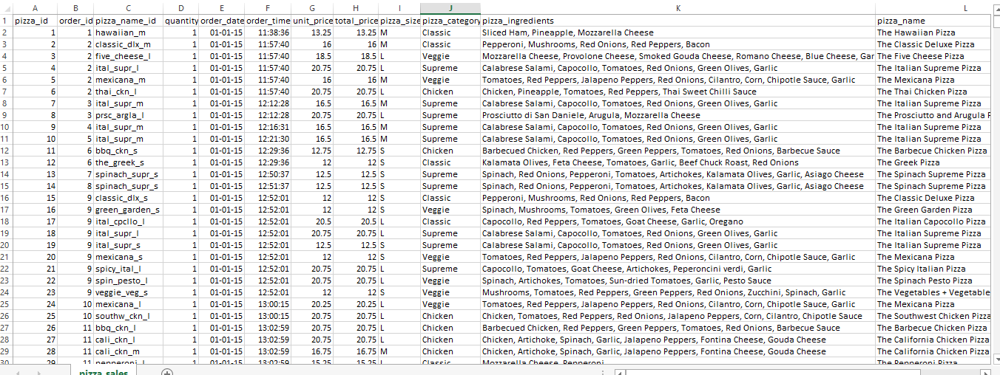 A B C D E F G H I J K L
1 pizza_id order_id pizza_name_id quantity order_date order_time unit_price total_price pizza_size pizza_category pizza_ingredients pizza_name
2 1 1 hawaiian_m 1 01-01-15 11:38:36 13.25 13.25 M Classic Sliced Ham, Pineapple, Mozzarella Cheese The Hawaiian Pizza
3 2 2 classic_dlx_m 1 01-01-15 11:57:40 16 16 M Classic Pepperoni, Mushrooms, Red Onions, Red Peppers, Bacon The Classic Deluxe Pizza
4 3 2 five_cheese_l 1 01-01-15 11:57:40 18.5 18.5 L Veggie Mozzarella Cheese, Provolone Cheese, Smoked Gouda Cheese, Romano Cheese, Blue Cheese, Gar The Five Cheese Pizza
5 4 2 ital_supr_l 1 01-01-15 11:57:40 20.75 20.75 L Supreme Calabrese Salami, Capocollo, Tomatoes, Red Onions, Green Olives, Garlic The Italian Supreme Pizza
6 5 2 mexicana_m 1 01-01-15 11:57:40 16 16 M Veggie Tomatoes, Red Peppers, Jalapeno Peppers, Red Onions, Cilantro, Corn, Chipotle Sauce, Garlic The Mexicana Pizza
7 6 2 thai_ckn_l 1 01-01-15 11:57:40 20.75 20.75 L Chicken Chicken, Pineapple, Tomatoes, Red Peppers, Thai Sweet Chilli Sauce The Thai Chicken Pizza
8 7 3 ital_supr_m 1 01-01-15 12:12:28 16.5 16.5 M Supreme Calabrese Salami, Capocollo, Tomatoes, Red Onions, Green Olives, Garlic The Italian Supreme Pizza
9 8 3 prsc_argla_l 1 01-01-15 12:12:28 20.75 20.75 L Supreme Prosciutto di San Daniele, Arugula, Mozzarella Cheese The Prosciutto and Arugula P
10 9 4 ital_supr_m 1 01-01-15 12:16:31 16.5 16.5 M Supreme Calabrese Salami, Capocollo, Tomatoes, Red Onions, Green Olives, Garlic The Italian Supreme Pizza
11 10 5 ital_supr_m 1 01-01-15 12:21:30 16.5 16.5 M Supreme Calabrese Salami, Capocollo, Tomatoes, Red Onions, Green Olives, Garlic The Italian Supreme Pizza
12 11 6 bbq_ckn_s 1 01-01-15 12:29:36 12.75 12.75 S Chicken Barbecued Chicken, Red Peppers, Green Peppers, Tomatoes, Red Onions, Barbecue Sauce The Barbecue Chicken Pizza
13 12 6 the_greek_s 1 01-01-15 12:29:36 12 12 S Classic Kalamata Olives, Feta Cheese, Tomatoes, Garlic, Beef Chuck Roast, Red Onions The Greek Pizza
14 13 7 spinach_supr_s 1 01-01-15 12:50:37 12.5 12.5 S Supreme Spinach, Red Onions, Pepperoni, Tomatoes, Artichokes, Kalamata Olives, Garlic, Asiago Cheese The Spinach Supreme Pizza
15 14 8 spinach_supr_s 1 01-01-15 12:51:37 12.5 12.5 S Supreme Spinach, Red Onions, Pepperoni, Tomatoes, Artichokes, Kalamata Olives, Garlic, Asiago Cheese The Spinach Supreme Pizza
16 15 9 classic_dlx_s 1 01-01-15 12:52:01 12 12 S Classic Pepperoni, Mushrooms, Red Onions, Red Peppers, Bacon The Classic Deluxe Pizza
17 16 9 green_garden_s 1 01-01-15 12:52:01 12 12 S Veggie Spinach, Mushrooms, Tomatoes, Green Olives, Feta Cheese The Green Garden Pizza
18 17 9 ital_cpcllo_l 1 01-01-15 12:52:01 20.5 20.5 L Classic Capocollo, Red Peppers, Tomatoes, Goat Cheese, Garlic, Oregano The Italian Capocollo Pizza
19 18 9 ital_supr_l 1 01-01-15 12:52:01 20.75 20.75 L Supreme Calabrese Salami, Capocollo, Tomatoes, Red Onions, Green Olives, Garlic The Italian Supreme Pizza
20 19 9 ital_supr_s 1 01-01-15 12:52:01 12.5 12.5 S Supreme Calabrese Salami, Capocollo, Tomatoes, Red Onions, Green Olives, Garlic The Italian Supreme Pizza
21 20 9 mexicana_s 1 01-01-15 12:52:01 12 12 S Veggie Tomatoes, Red Peppers, Jalapeno Peppers, Red Onions, Cilantro, Corn, Chipotle Sauce, Garlic The Mexicana Pizza
22 21 9 spicy_ital_l 1 01-01-15 12:52:01 20.75 20.75 L Supreme Capocollo, Tomatoes, Goat Cheese, Artichokes, Peperoncini verdi, Garlic The Spicy Italian Pizza
23 22 9 spin_pesto_l 1 01-01-15 12:52:01 20.75 20.75 L Veggie Spinach, Artichokes, Tomatoes, Sun-dried Tomatoes, Garlic, Pesto Sauce The Spinach Pesto Pizza
24 23 9 veggie_veg_s 1 01-01-15 12:52:01 12 12 S Veggie Mushrooms, Tomatoes, Red Peppers, Green Peppers, Red Onions, Zucchini, Spinach, Garlic The Vegetables + Vegetable
25 24 10 mexicana_l 1 01-01-15 13:00:15 20.25 20.25 L Veggie Tomatoes, Red Peppers, Jalapeno Peppers, Red Onions, Cilantro, Corn, Chipotle Sauce, Garlic The Mexicana Pizza
26 25 10 southw_ckn_l 1 01-01-15 13:00:15 20.75 20.75 L Chicken Chicken, Tomatoes, Red Peppers, Red Onions, Jalapeno Peppers, Corn, Cilantro, Chipotle Sauce The Southwest Chicken Pizza
27 26 11 bbq_ckn_l 1 01-01-15 13:02:59 20.75 20.75 L Chicken Barbecued Chicken, Red Peppers, Green Peppers, Tomatoes, Red Onions, Barbecue Sauce The Barbecue Chicken Pizza
28 27 11 cali_ckn_l 1 01-01-15 13:02:59 20.75 20.75 L Chicken Chicken, Artichoke, Spinach, Garlic, Jalapeno Peppers, Fontina Cheese, Gouda Cheese The California Chicken Pizza
29 28 11 cali_ckn_m 1 01-01-15 13:02:59 16.75 16.75 M Chicken Chicken, Artichoke, Spinach, Garlic, Jalapeno Peppers, Fontina Cheese, Gouda Cheese The California Chicken Pizza
30 29 11 pepperoni_l 1 01-01-15 13:02:59 15.25 15.25 L Classic Mozzarella Cheese, Pepperoni The Pepperoni Pizza
pizza_sales